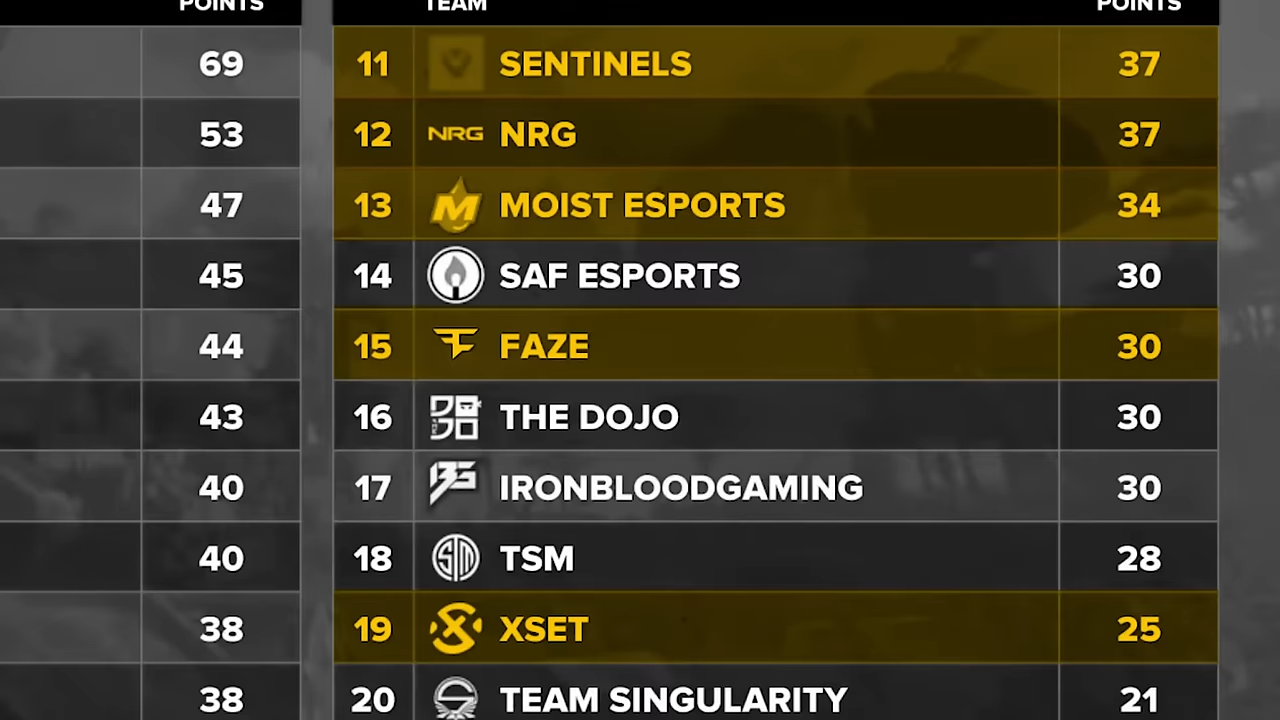 POINTS TEAM POINTS
69 11 SENTINELS 37
53 12 NRG NRG 37
47 13 M MOIST ESPORTS 34
45 14 SAF ESPORTS 30
44 15 FAZE 30
43 16 DOJO THE DOJO 30
40 17 IRONBLOODGAMING 30
40 18 TSM TSM 28
38 19 XSET 25
38 20 TEAM SINGULARITY 21